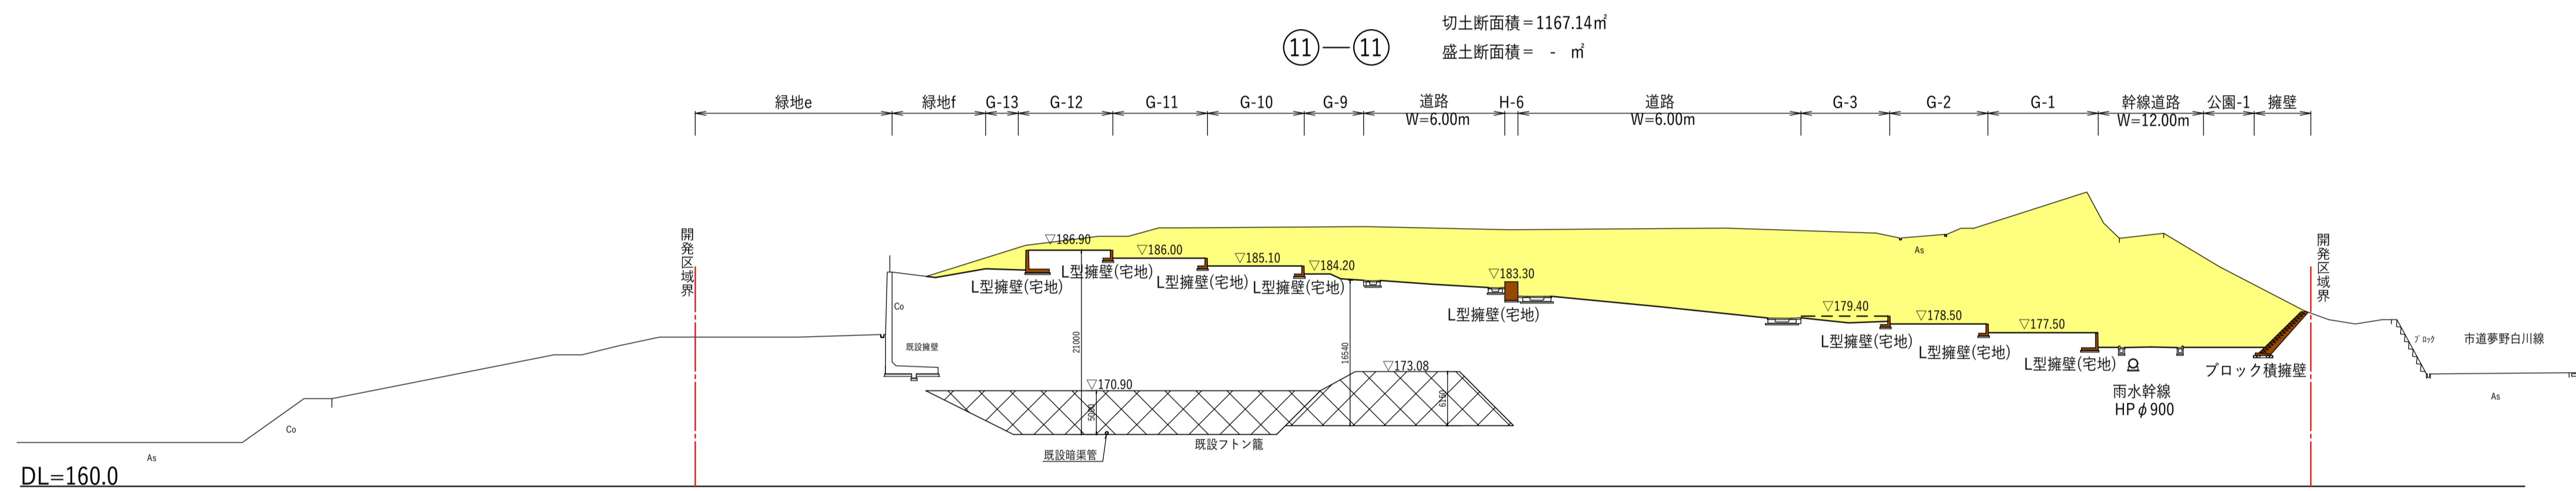 切土断面積＝1167.14㎡
⑪—⑪
盛土断面積＝ - ㎡
緑地e
緑地f
G-13
G-12
G-11
G-10
G-9
道路
W=6.00m
H-6
道路
W=6.00m
G-3
G-2
G-1
幹線道路
W=12.00m
公園-1
擁壁
開発区域界
開発区域界
▽186.90
▽186.00
▽185.10
▽184.20
▽183.30
▽179.40
▽178.50
▽177.50
As
L型擁壁(宅地)
L型擁壁(宅地)
L型擁壁(宅地)
L型擁壁(宅地)
L型擁壁(宅地)
L型擁壁(宅地)
L型擁壁(宅地)
L型擁壁(宅地)
Co
既設擁壁
21000
16540
▽170.90
▽173.08
5000
6160
既設暗渠管
既設フトン籠
雨水幹線
HPφ900
ブロック積擁壁
ブロック
市道夢野白川線
As
Co
As
DL=160.0